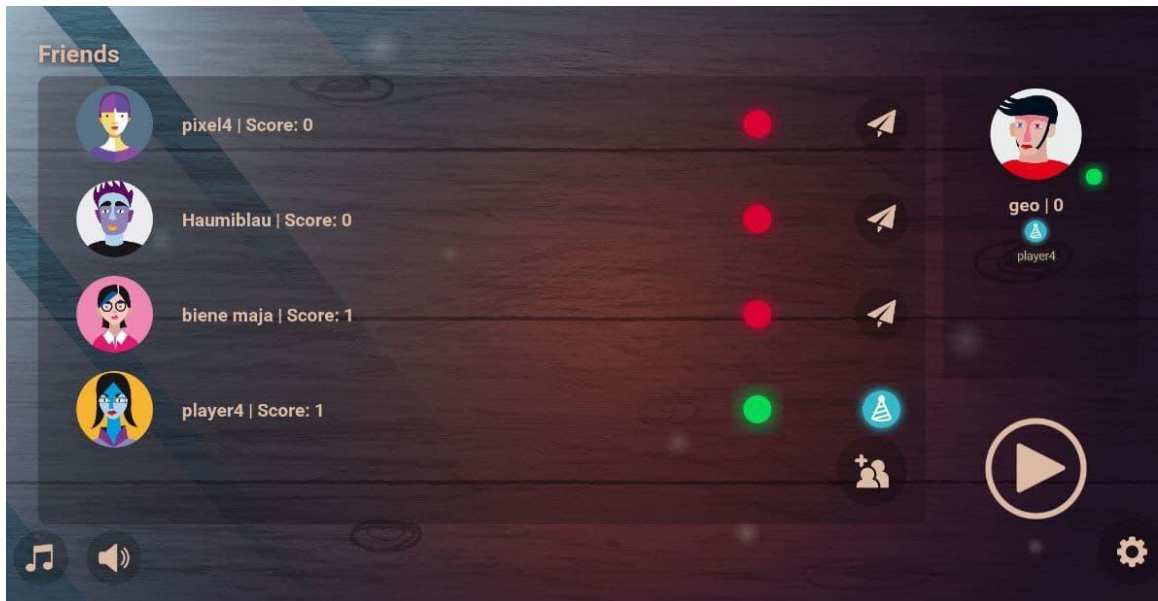 Friends
pixel4 | Score: 0
Haumiblau | Score: 0
biene maja | Score: 1
player4 | Score: 1
geo | 0
player4